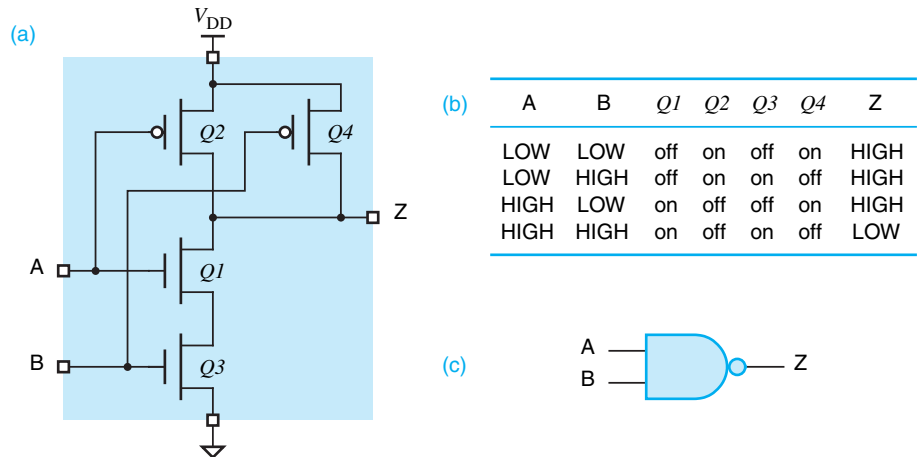 (a)
V_DD
Q2
Q4
Z
A
Q1
B
Q3
(b)
A B Q1 Q2 Q3 Q4 Z
LOW LOW off on off on HIGH
LOW HIGH off on on off HIGH
HIGH LOW on off off on HIGH
HIGH HIGH on off on off LOW
(c)
A
B
Z